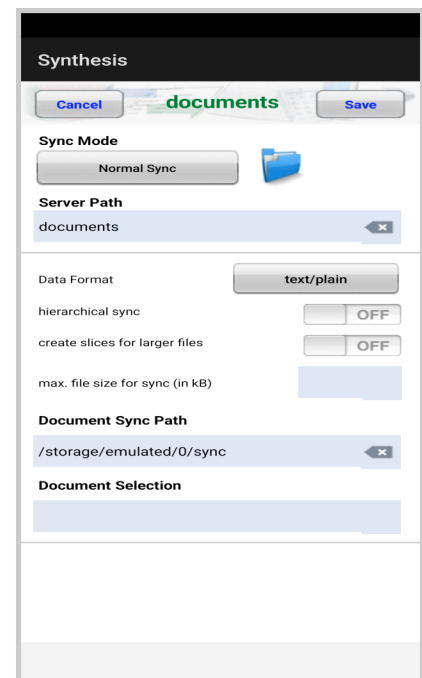 Synthesis
Cancel documents Save
Sync Mode
Normal Sync
Server Path
documents
Data Format text/plain
hierarchical sync OFF
create slices for larger files OFF
max. file size for sync (in kB)
Document Sync Path
/storage/emulated/0/sync
Document Selection